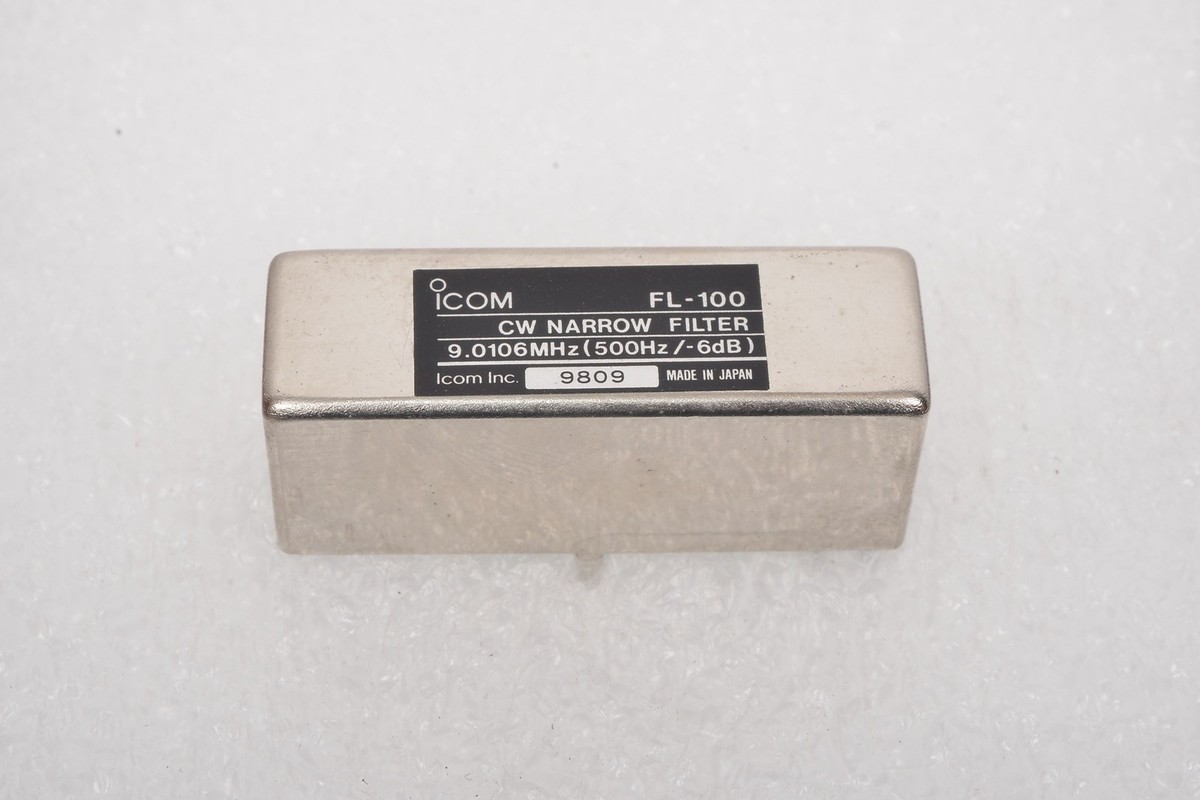 ICOM FL-100
CW NARROW FILTER
9.0106MHz (500Hz/-6dB)
Icom Inc. 9809 MADE IN JAPAN